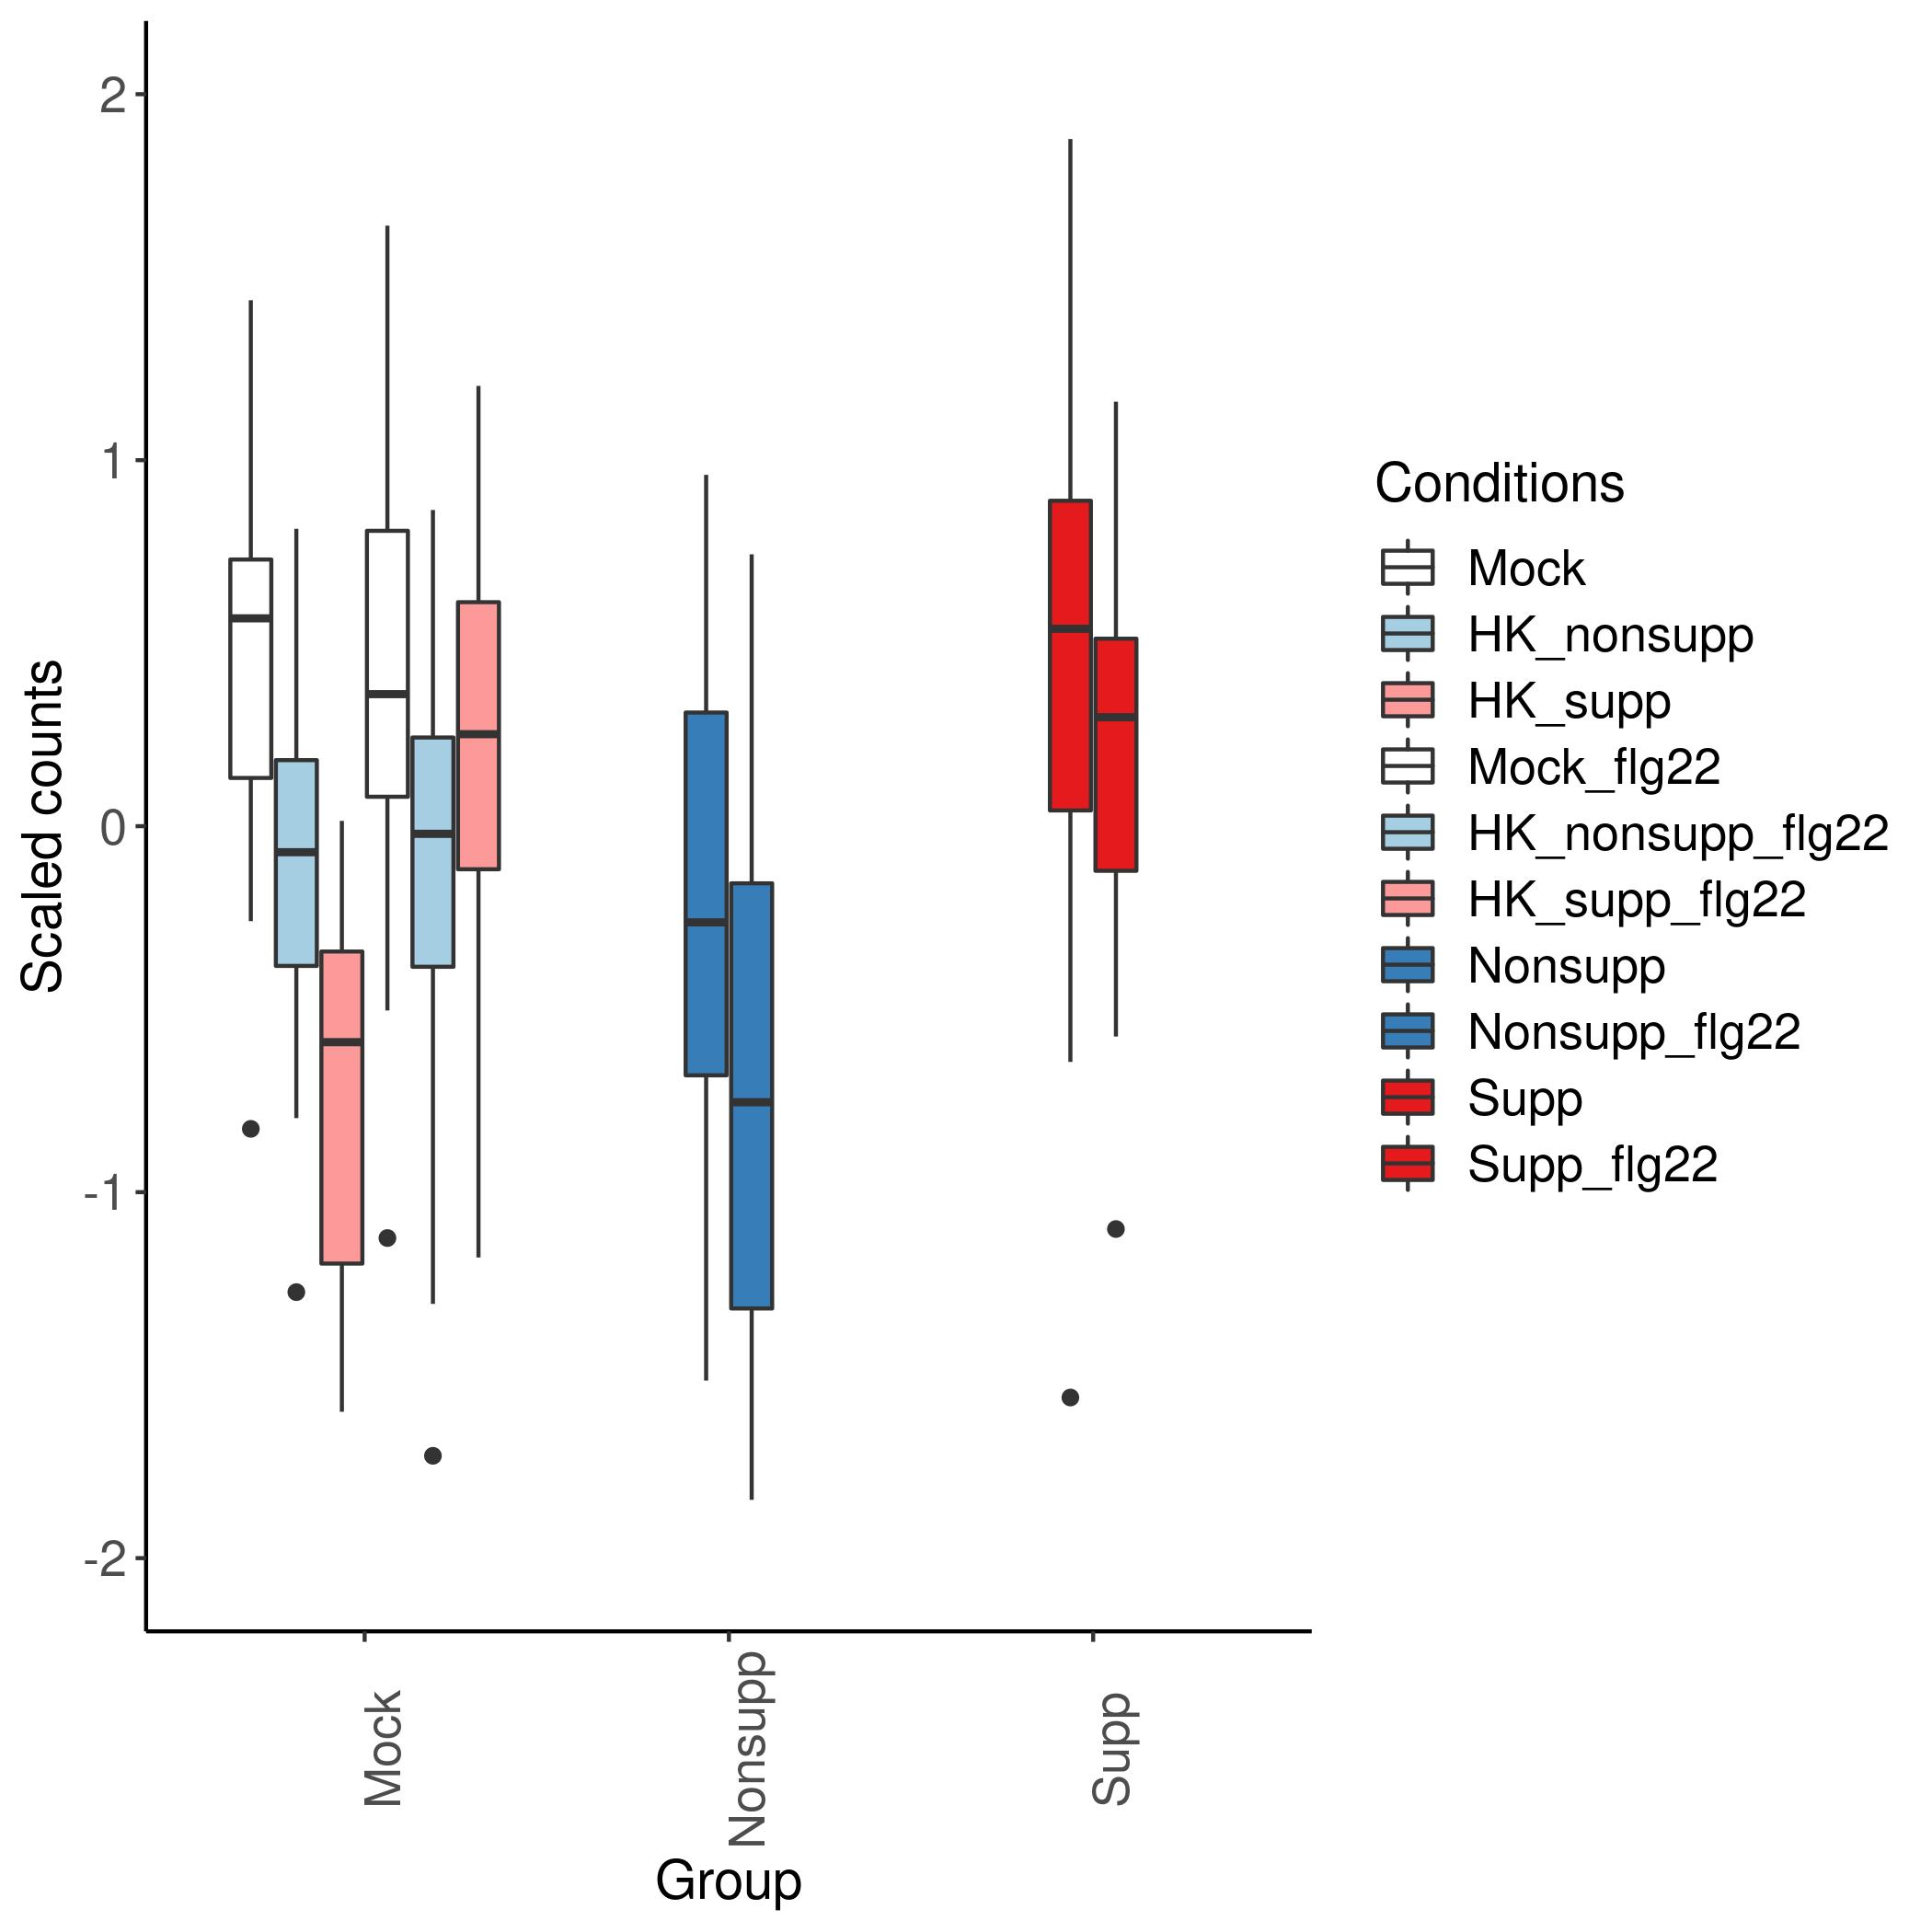 Scaled counts
2
1
0
-1
-2
Mock
Nonsupp
Supp
Group
Conditions
Mock
HK_nonsupp
HK_supp
Mock_flg22
HK_nonsupp_flg22
HK_supp_flg22
Nonsupp
Nonsupp_flg22
Supp
Supp_flg22